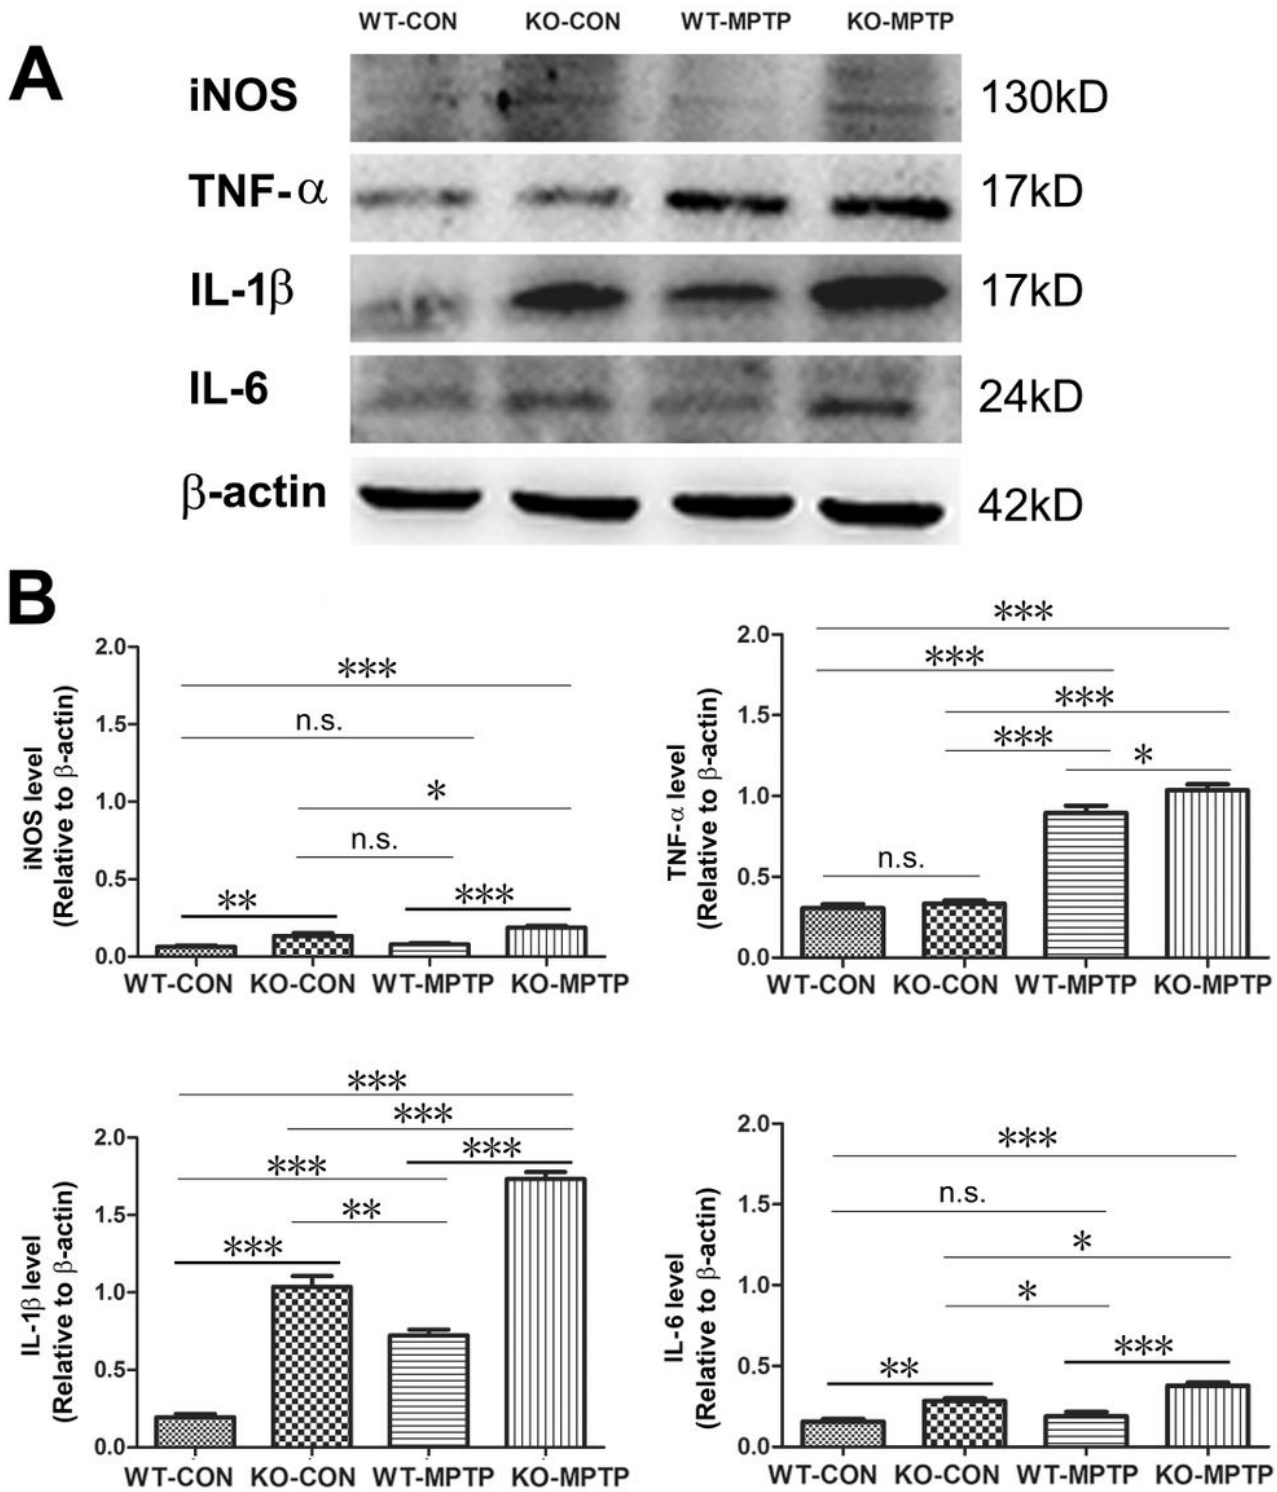 WT-CON KO-CON WT-MPTP KO-MPTP
A
iNOS 130kD
TNF-α 17kD
IL-1β 17kD
IL-6 24kD
β-actin 42kD
B
iNOS level
(Relative to β-actin)
2.0
1.5
1.0
0.5
0.0
***
n.s.
*
n.s.
** ***
WT-CON KO-CON WT-MPTP KO-MPTP
TNF-α level
(Relative to β-actin)
2.0
1.5
1.0
0.5
0.0
***
***
***
***
*
n.s.
WT-CON KO-CON WT-MPTP KO-MPTP
IL-1β level
(Relative to β-actin)
2.0
1.5
1.0
0.5
0.0
***
***
***
***
**
***
WT-CON KO-CON WT-MPTP KO-MPTP
IL-6 level
(Relative to β-actin)
2.0
1.5
1.0
0.5
0.0
***
n.s.
*
*
***
**
WT-CON KO-CON WT-MPTP KO-MPTP